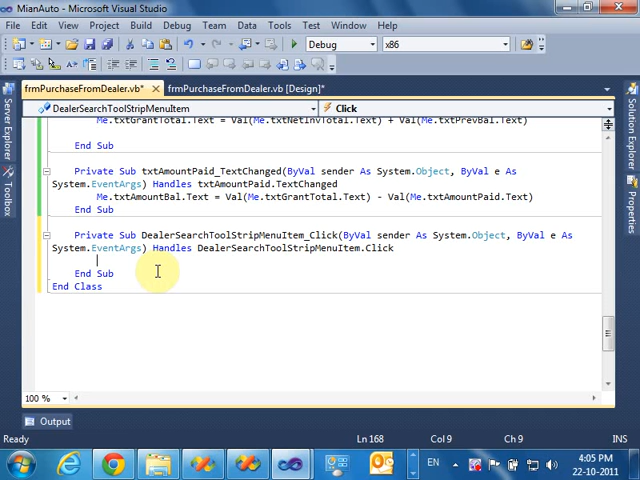 MianAuto - Microsoft Visual Studio
File Edit View Project Build Debug Team Data Tools Test Window Help
Debug x86
frmPurchaseFromDealer.vb* frmPurchaseFromDealer.vb [Design]*
DealerSearchToolStripMenuItem Click
Me.txtGrantTotal.Text = Val(Me.txtNetInvTotal.Text) + Val(Me.txtPrevBal.Text)
End Sub
Private Sub txtAmountPaid_TextChanged(ByVal sender As System.Object, ByVal e As
System.EventArgs) Handles txtAmountPaid.TextChanged
Me.txtAmountBal.Text = Val(Me.txtGrantTotal.Text) - Val(Me.txtAmountPaid.Text)
End Sub
Private Sub DealerSearchToolStripMenuItem_Click(ByVal sender As System.Object, ByVal e As
System.EventArgs) Handles DealerSearchToolStripMenuItem.Click
End Sub
End Class
Server Explorer
Toolbox
Solution Explorer
Properties
100 %
Output
Ready Ln 168 Col 9 Ch 9
EN 4:05 PM
22-10-2011